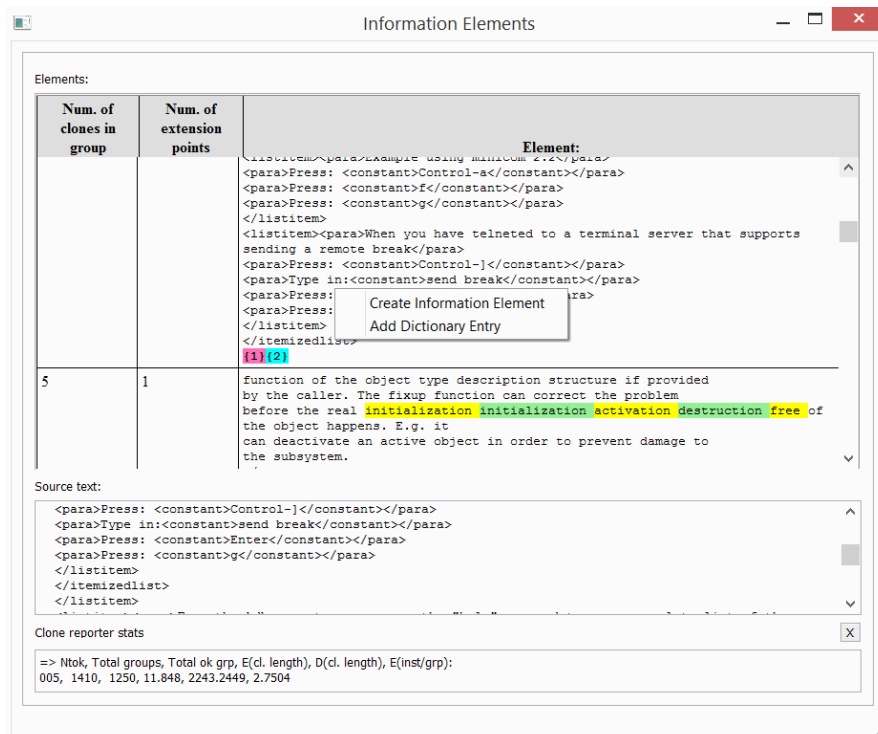 Information Elements
Elements:
Num. of clones in group
Num. of extension points
Element:
<listitem><para>Example using minicom 2.2</para>
<para>Press: <constant>Control-a</constant></para>
<para>Press: <constant>f</constant></para>
<para>Press: <constant>g</constant></para>
</listitem>
<listitem><para>When you have telneted to a terminal server that supports
sending a remote break</para>
<para>Press: <constant>Control-]</constant></para>
<para>Type in:<constant>send break</constant></para>
<para>Press: ara>
<para>Press:
</listitem>
</itemizedlist>
{1}{2}
Create Information Element
Add Dictionary Entry
5 1
function of the object type description structure if provided
by the caller. The fixup function can correct the problem
before the real initialization initialization activation destruction free of
the object happens. E.g. it
can deactivate an active object in order to prevent damage to
the subsystem.
Source text:
<para>Press: <constant>Control-]</constant></para>
<para>Type in:<constant>send break</constant></para>
<para>Press: <constant>Enter</constant></para>
<para>Press: <constant>g</constant></para>
</listitem>
</itemizedlist>
</listitem>
Clone reporter stats
X
=> Ntok, Total groups, Total ok grp, E(cl. length), D(cl. length), E(inst/grp):
005, 1410, 1250, 11.848, 2243.2449, 2.7504